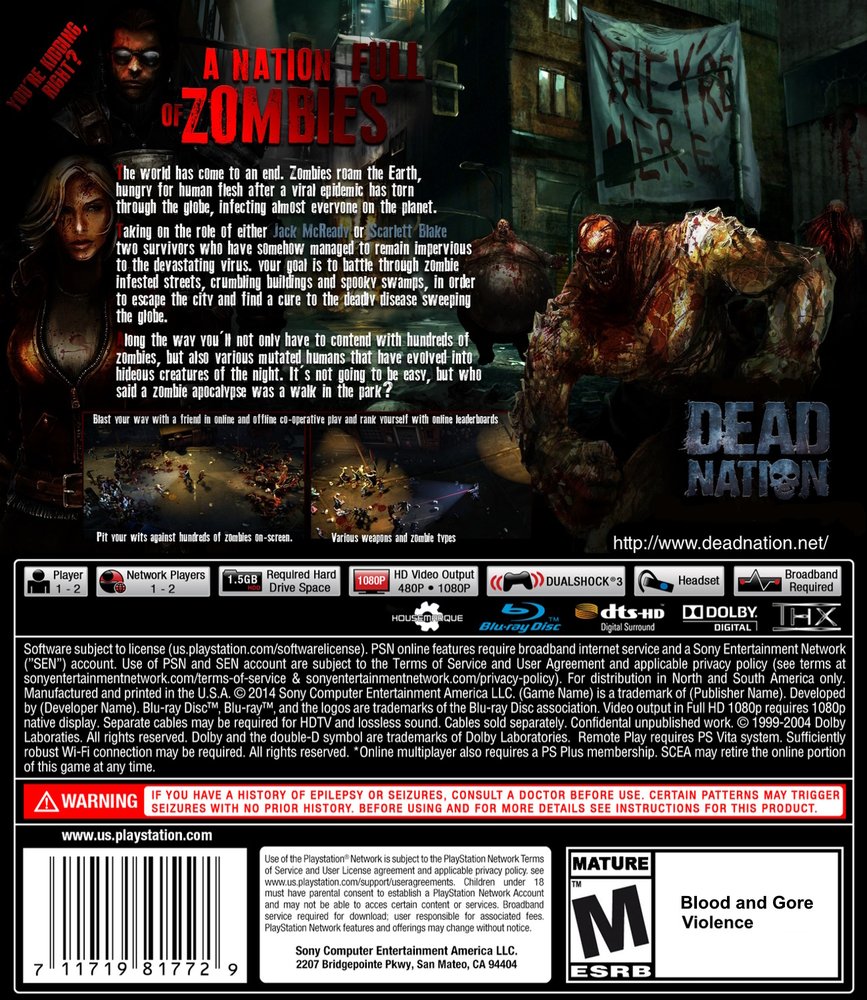 YOU'RE KIDDING,
RIGHT?
A NATION FULL
OF ZOMBIES
THEY'RE
HERE
The world has come to an end. Zombies roam the Earth,
hungry for human flesh after a viral epidemic has torn
through the globe, infecting almost everyone on the planet.
Taking on the role of either Jack McReady or Scarlett Blake
two survivors who have somehow managed to remain impervious
to the devastating virus. your goal is to battle through zombie
infested streets, crumbling buildings and spooky swamps, in order
to escape the city and find a cure to the deadly disease sweeping
the globe.
Along the way you´ll not only have to contend with hundreds of
zombies, but also various mutated humans that have evolved into
hideous creatures of the night. It´s not going to be easy, but who
said a zombie apocalypse was a walk in the park?
Blast your way with a friend in online and offline co-operative play and rank yourself with online leaderboards
Pit your wits against hundreds of zombies on-screen.
Various weapons and zombie types
DEAD
NATION
http://www.deadnation.net/
Player
1 - 2
Network Players
1 - 2
1.5GB
Required Hard
Drive Space
1080P
HD Video Output
480P • 1080P
DUALSHOCK®3
Headset
Broadband
Required
HOUSEMARQUE
Blu-ray Disc™
dts-HD
Digital Surround
DOLBY
DIGITAL
THX
Software subject to license (us.playstation.com/softwarelicense). PSN online features require broadband internet service and a Sony Entertainment Network
("SEN") account. Use of PSN and SEN account are subject to the Terms of Service and User Agreement and applicable privacy policy (see terms at
sonyentertainmentnetwork.com/terms-of-service & sonyentertainmentnetwork.com/privacy-policy). For distribution in North and South America only.
Manufactured and printed in the U.S.A. © 2014 Sony Computer Entertainment America LLC. (Game Name) is a trademark of (Publisher Name). Developed
by (Developer Name). Blu-ray Disc™, Blu-ray™, and the logos are trademarks of the Blu-ray Disc association. Video output in Full HD 1080p requires 1080p
native display. Separate cables may be required for HDTV and lossless sound. Cables sold separately. Confidental unpublished work. © 1999-2004 Dolby
Laboraties. All rights reserved. Dolby and the double-D symbol are trademarks of Dolby Laboratories. Remote Play requires PS Vita system. Sufficiently
robust Wi-Fi connection may be required. All rights reserved. *Online multiplayer also requires a PS Plus membership. SCEA may retire the online portion
of this game at any time.
WARNING
IF YOU HAVE A HISTORY OF EPILEPSY OR SEIZURES, CONSULT A DOCTOR BEFORE USE. CERTAIN PATTERNS MAY TRIGGER
SEIZURES WITH NO PRIOR HISTORY. BEFORE USING AND FOR MORE DETAILS SEE INSTRUCTIONS FOR THIS PRODUCT.
www.us.playstation.com
7 11719 81772 9
Use of the Playstation® Network is subject to the PlayStation Network Terms
of Service and User License agreement and applicable privacy policy. see
www.us.playstation.com/support/useragreements. Children under 18
must have parental consent to establish a PlayStation Network Account
and may not be able to acces certain content or services. Broadband
service required for download; user responsible for associated fees.
PlayStation Network features and offerings may change without notice.
Sony Computer Entertainment America LLC.
2207 Bridgepointe Pkwy, San Mateo, CA 94404
MATURE
™
M
ESRB
Blood and Gore
Violence